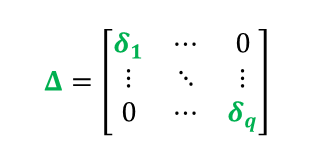 𝚫 = [ 𝜹₁ ⋯ 0
⋮ ⋱ ⋮
0 ⋯ 𝜹_q ]